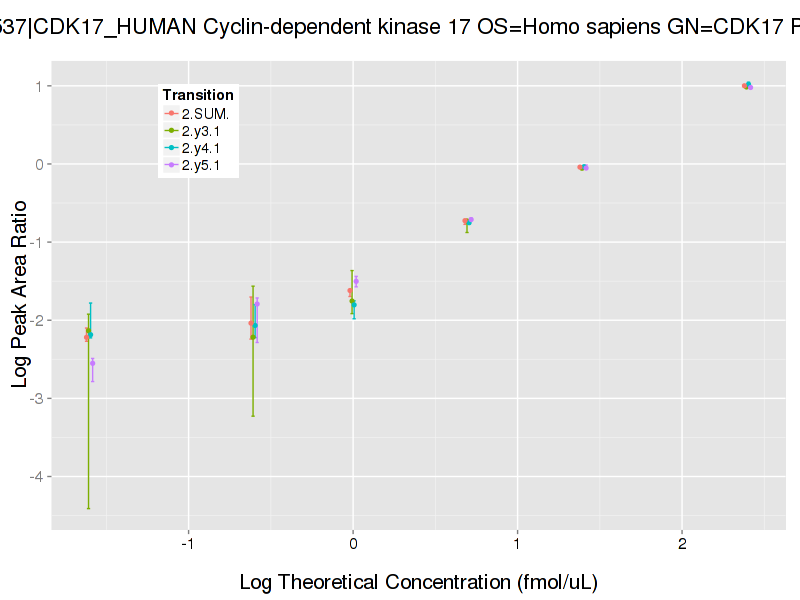 537|CDK17_HUMAN Cyclin-dependent kinase 17 OS=Homo sapiens GN=CDK17
Transition
2.SUM.
2.y3.1
2.y4.1
2.y5.1
Log Peak Area Ratio
1
0
-1
-2
-3
-4
-1
0
1
2
Log Theoretical Concentration (fmol/uL)